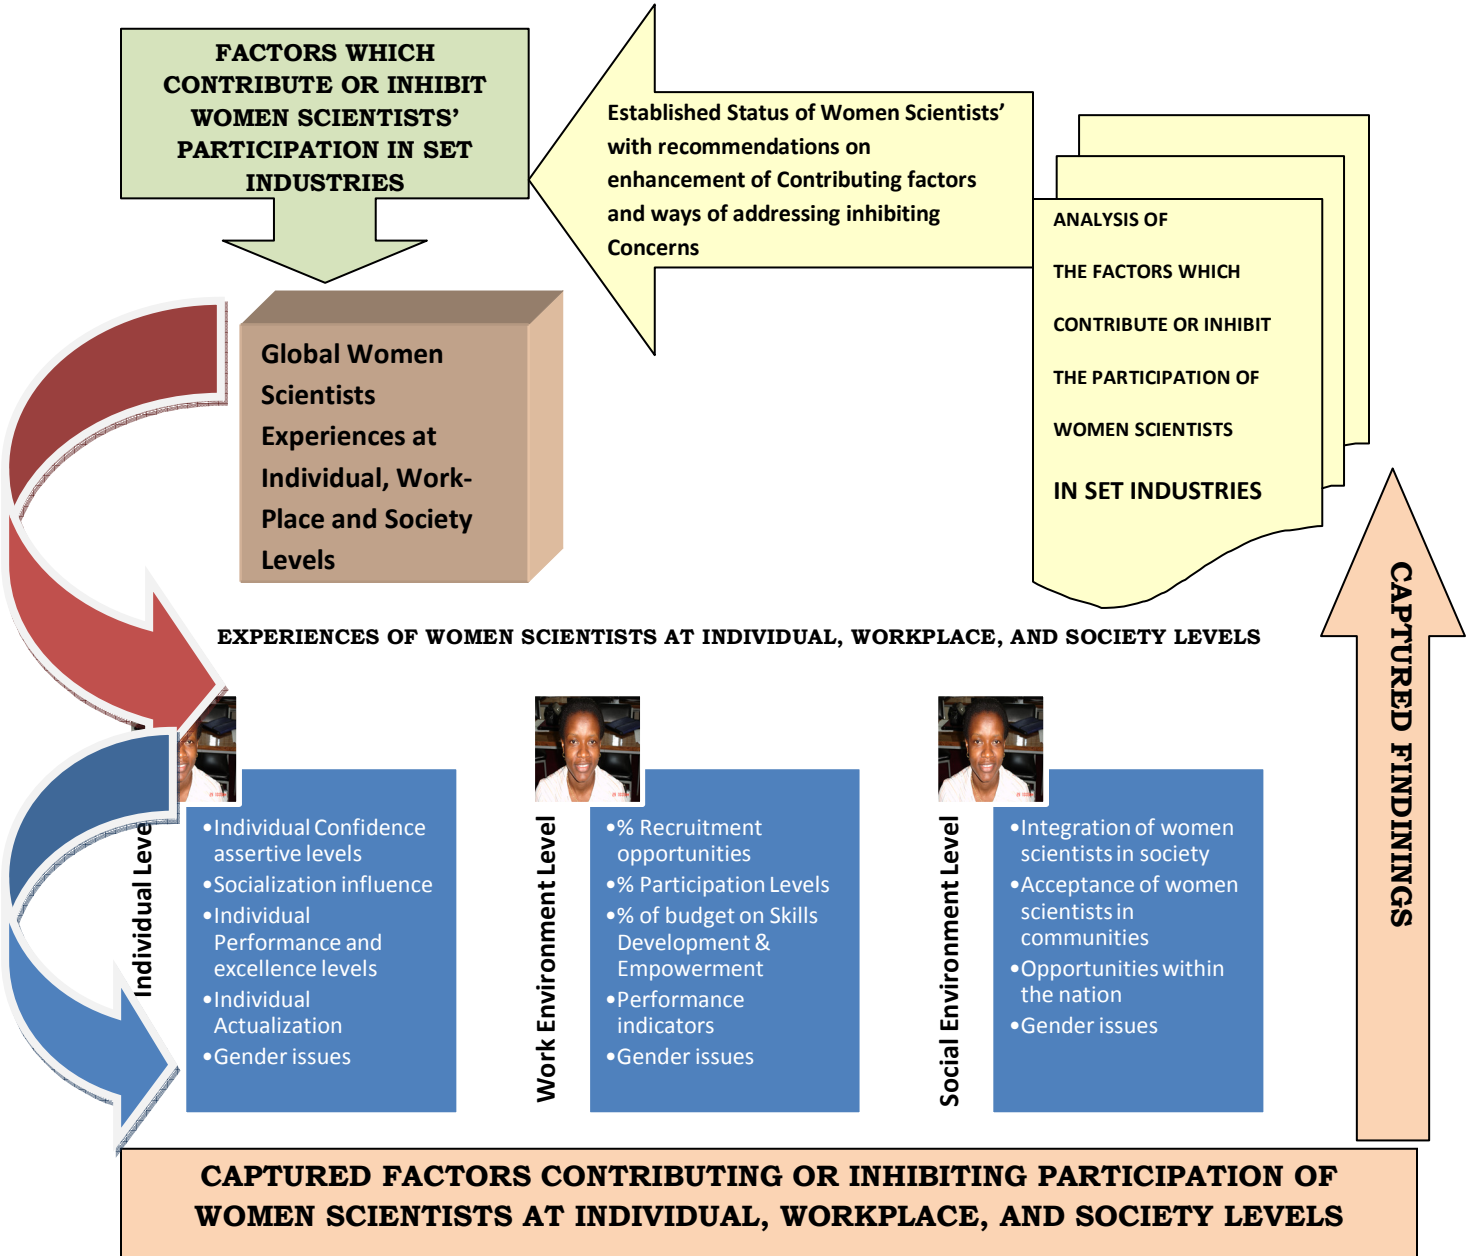 FACTORS WHICH
CONTRIBUTE OR INHIBIT
WOMEN SCIENTISTS’
PARTICIPATION IN SET
INDUSTRIES
Established Status of Women Scientists’
with recommendations on
enhancement of Contributing factors
and ways of addressing inhibiting
Concerns
ANALYSIS OF
THE FACTORS WHICH
CONTRIBUTE OR INHIBIT
THE PARTICIPATION OF
WOMEN SCIENTISTS
IN SET INDUSTRIES
Global Women
Scientists
Experiences at
Individual, Work-
Place and Society
Levels
CAPTURED FINDININGS
EXPERIENCES OF WOMEN SCIENTISTS AT INDIVIDUAL, WORKPLACE, AND SOCIETY LEVELS
Individual Leve
•Individual Confidence
assertive levels
•Socialization influence
•Individual
Performance and
excellence levels
•Individual
Actualization
•Gender issues
Work Environment Level
•% Recruitment
opportunities
•% Participation Levels
•% of budget on Skills
Development &
Empowerment
•Performance
indicators
•Gender issues
Social Environment Level
•Integration of women
scientists in society
•Acceptance of women
scientists in
communities
•Opportunities within
the nation
•Gender issues
CAPTURED FACTORS CONTRIBUTING OR INHIBITING PARTICIPATION OF
WOMEN SCIENTISTS AT INDIVIDUAL, WORKPLACE, AND SOCIETY LEVELS